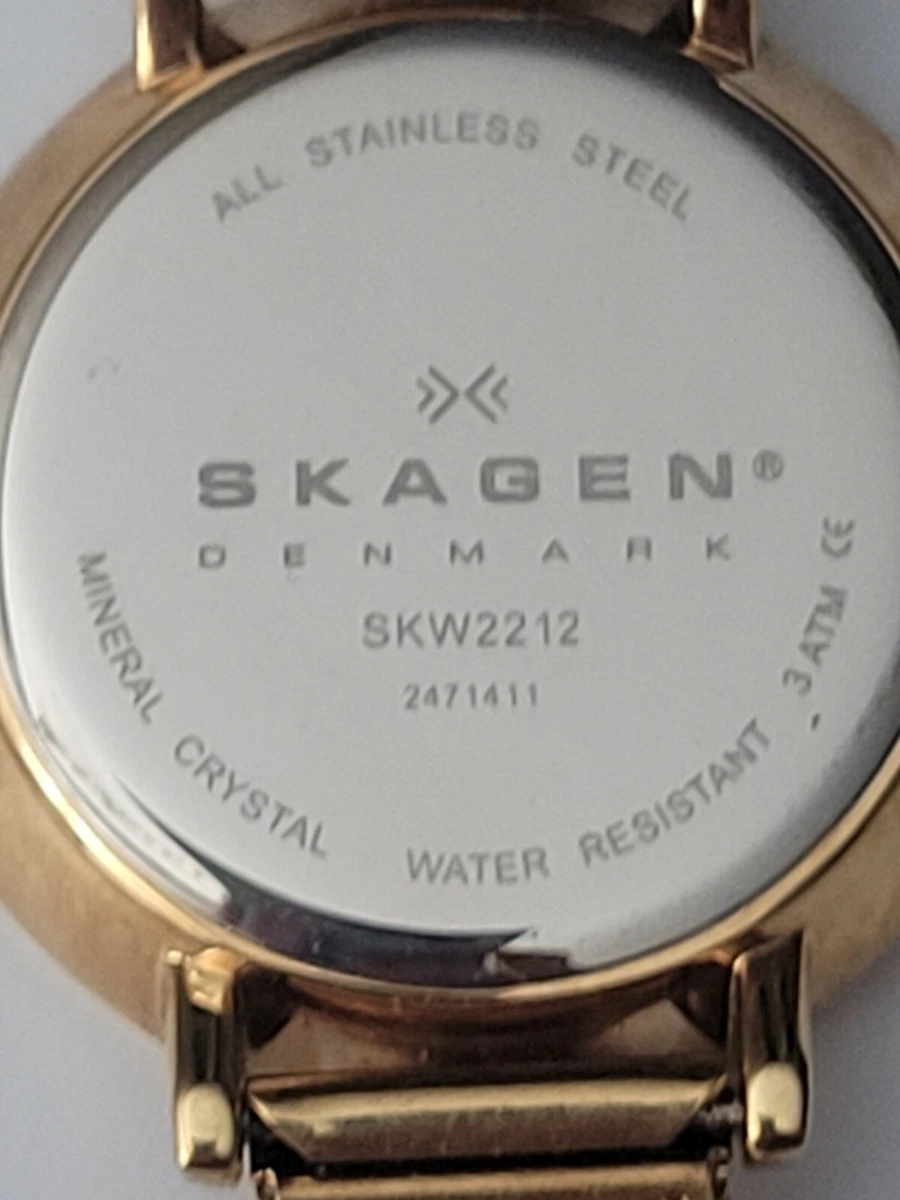 ALL STAINLESS STEEL
SKAGEN®
DENMARK
SKW2212
2471411
MINERAL CRYSTAL
WATER RESISTANT 3 ATM CE